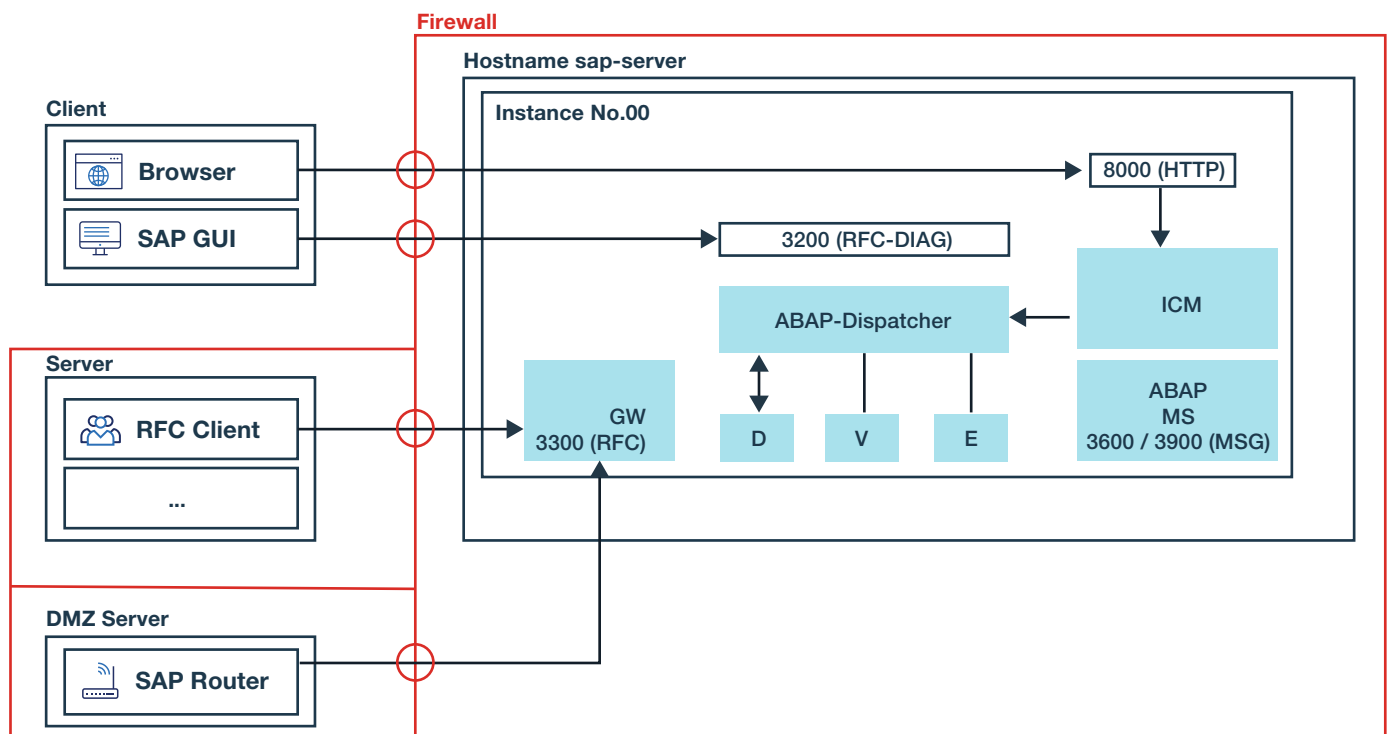 Firewall
Hostname sap-server
Client
Instance No.00
Browser
8000 (HTTP)
SAP GUI
3200 (RFC-DIAG)
ICM
ABAP-Dispatcher
Server
RFC Client
GW
3300 (RFC)
D
V
E
ABAP
MS
3600 / 3900 (MSG)
...
DMZ Server
SAP Router